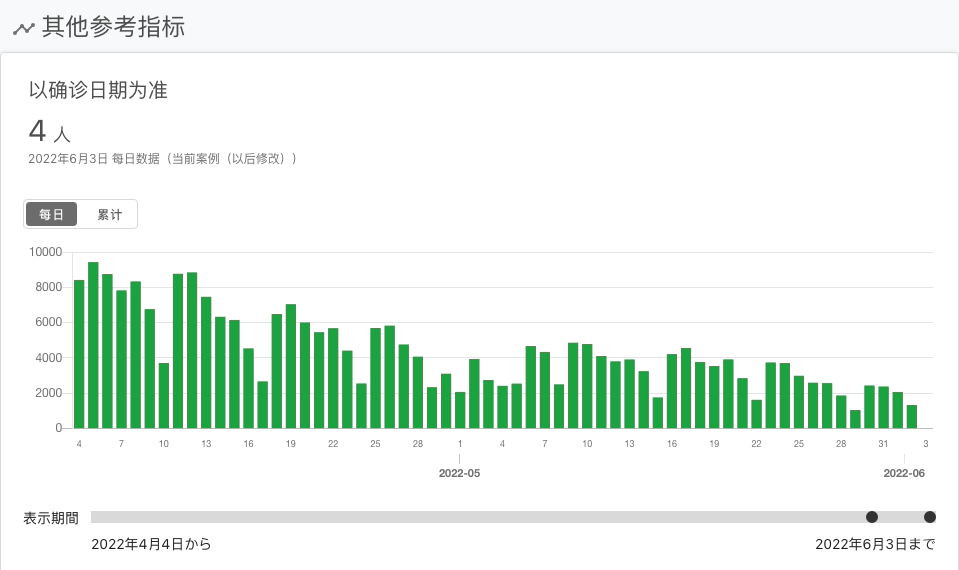 其他参考指标
以确诊日期为准
4 人
2022年6月3日 每日数据（当前案例（以后修改））
每日 累计
10000
8000
6000
4000
2000
0
4 7 10 13 16 19 22 25 28 1 4 7 10 13 16 19 22 25 28 31 3
2022-05 2022-06
表示期間
2022年4月4日から 2022年6月3日まで